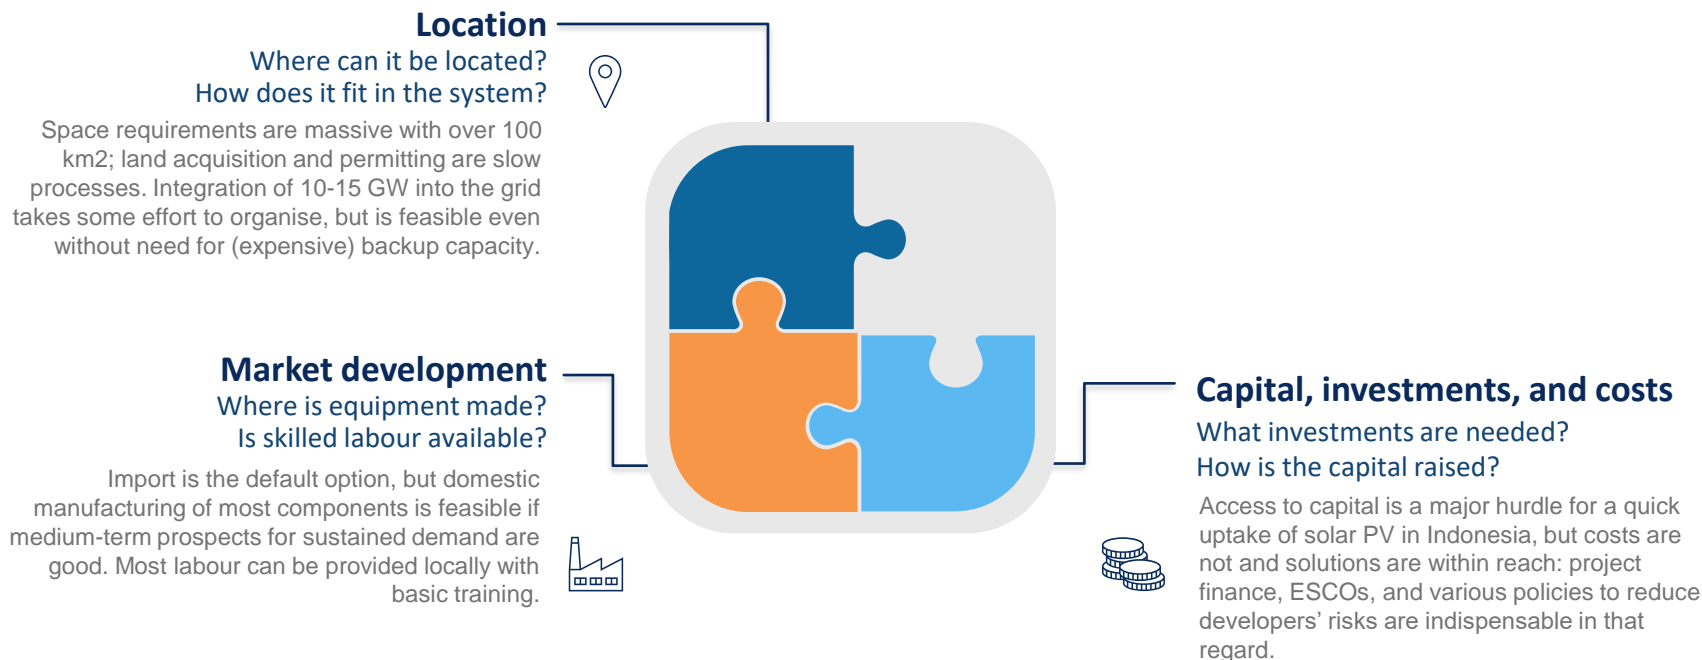 Location
Where can it be located?
How does it fit in the system?
Space requirements are massive with over 100
km2; land acquisition and permitting are slow
processes. Integration of 10-15 GW into the grid
takes some effort to organise, but is feasible even
without need for (expensive) backup capacity.
Market development
Where is equipment made?
Is skilled labour available?
Import is the default option, but domestic
manufacturing of most components is feasible if
medium-term prospects for sustained demand are
good. Most labour can be provided locally with
basic training.
Capital, investments, and costs
What investments are needed?
How is the capital raised?
Access to capital is a major hurdle for a quick
uptake of solar PV in Indonesia, but costs are
not and solutions are within reach: project
finance, ESCOs, and various policies to reduce
developers’ risks are indispensable in that
regard.